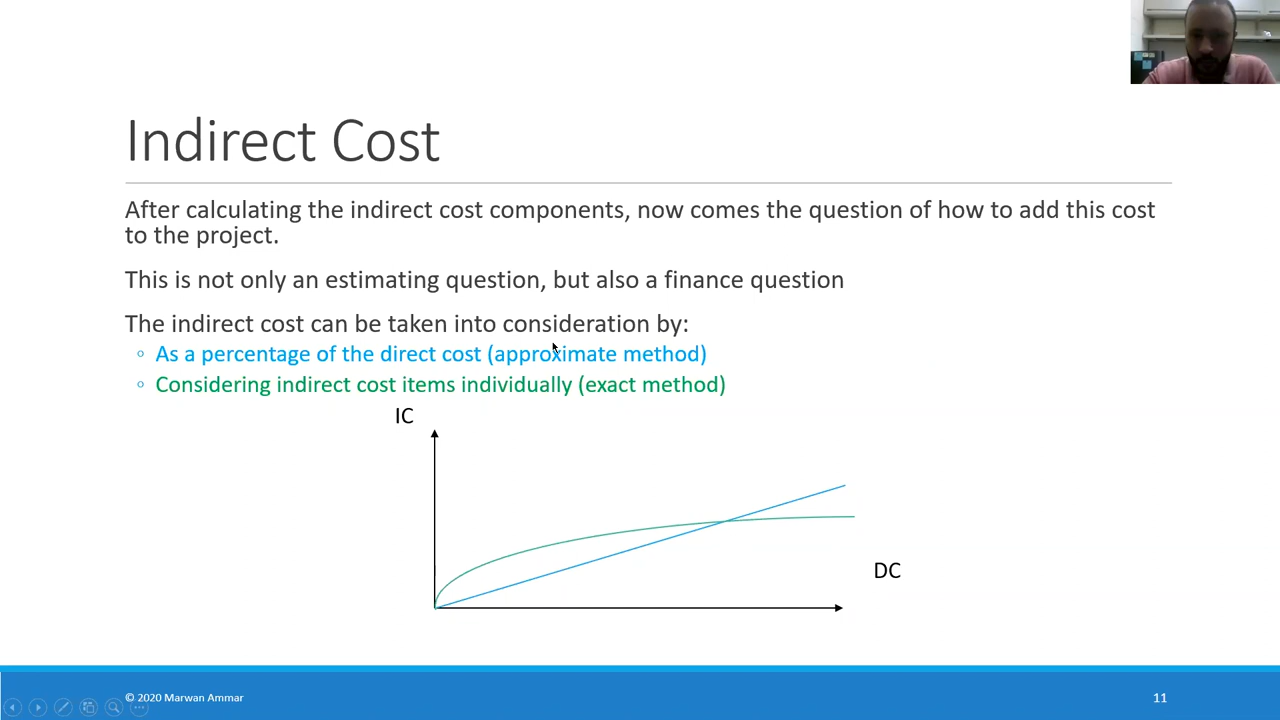 Indirect Cost
After calculating the indirect cost components, now comes the question of how to add this cost
to the project.
This is not only an estimating question, but also a finance question
The indirect cost can be taken into consideration by:
◦ As a percentage of the direct cost (approximate method)
◦ Considering indirect cost items individually (exact method)
IC
DC
© 2020 Marwan Ammar
11